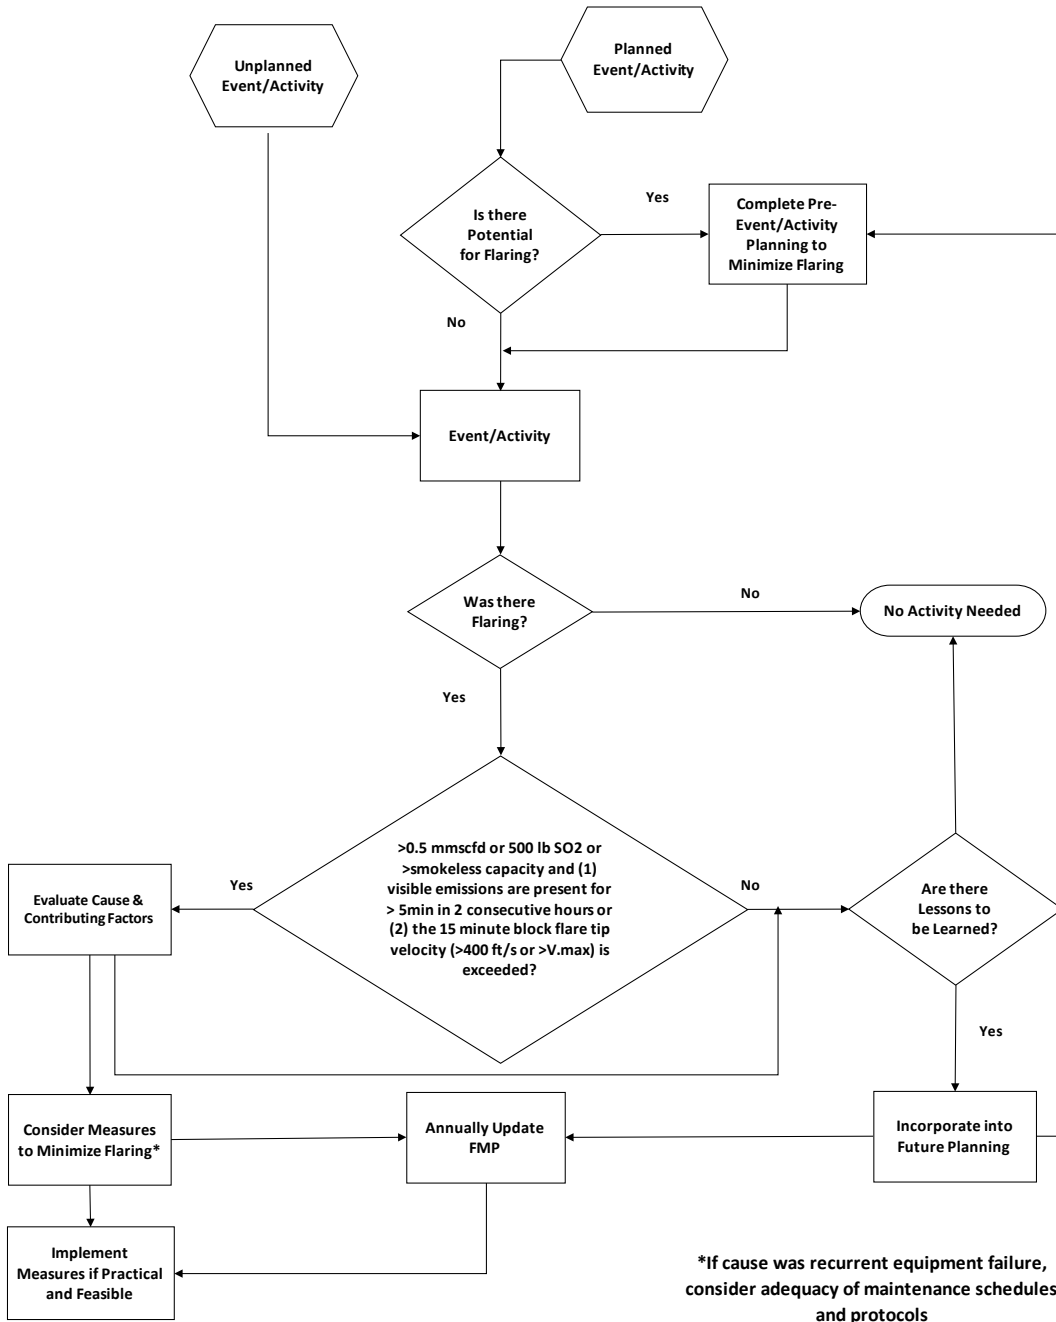 Unplanned
Event/Activity
Planned
Event/Activity
Is there
Potential
for Flaring?
Yes
Complete Pre-
Event/Activity
Planning to
Minimize Flaring
No
Event/Activity
Was there
Flaring?
No
No Activity Needed
Yes
>0.5 mmscfd or 500 lb SO2 or
>smokeless capacity and (1)
visible emissions are present for
> 5min in 2 consecutive hours or
(2) the 15 minute block flare tip
velocity (>400 ft/s or >V.max) is
exceeded?
Yes
Evaluate Cause &
Contributing Factors
No
Are there
Lessons to
be Learned?
Yes
Consider Measures
to Minimize Flaring*
Annually Update
FMP
Incorporate into
Future Planning
Implement
Measures if Practical
and Feasible
*If cause was recurrent equipment failure,
consider adequacy of maintenance schedules
and protocols